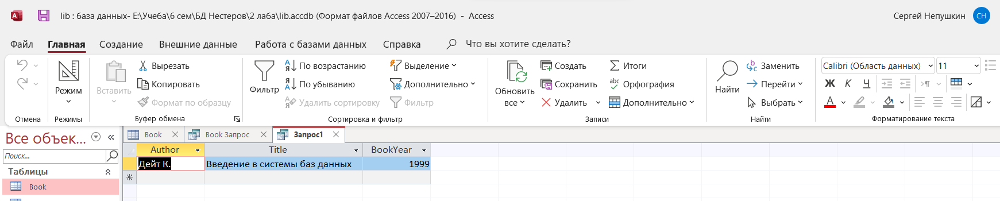 lib : база данных- E:\Учеба\6 сем\БД Нестеров\2 лаба\lib.accdb (Формат файлов Access 2007–2016) - Access
Сергей Непушкин
СН
Файл Главная Создание Внешние данные Работа с базами данных Справка Что вы хотите сделать?
Отмена
Режим
Режимы
Вставить
Вырезать
Копировать
Формат по образцу
Буфер обмена
Фильтр
По возрастанию
По убыванию
Удалить сортировку
Выделение
Дополнительно
Фильтр
Сортировка и фильтр
Обновить
все
Создать
Сохранить
Удалить
Итоги
Орфография
Дополнительно
Записи
Найти
Заменить
Перейти
Выбрать
Найти
Calibri (Область данных) 11
Ж К Ч
Форматирование текста
Все объек...
Поиск...
Таблицы
Book
Book Book Запрос Запрос1
Author Title BookYear
Дейт К. Введение в системы баз данных 1999